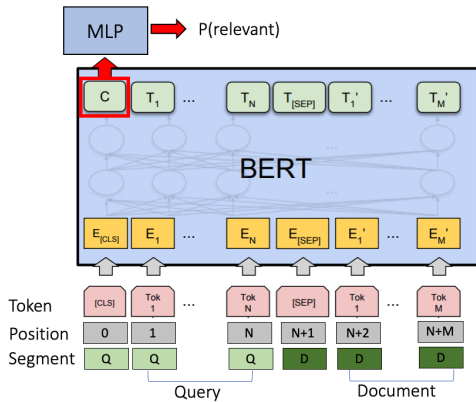 MLP P(relevant)
C T1 ... TN T[SEP] T1' ... TM'
...
BERT
...
E[CLS] E1 ... EN E[SEP] E1' ... EM'
Token [CLS] Tok 1 ... Tok N [SEP] Tok 1 ... Tok M
Position 0 1 N N+1 N+2 N+M
Segment Q Q Q D D D
Query Document